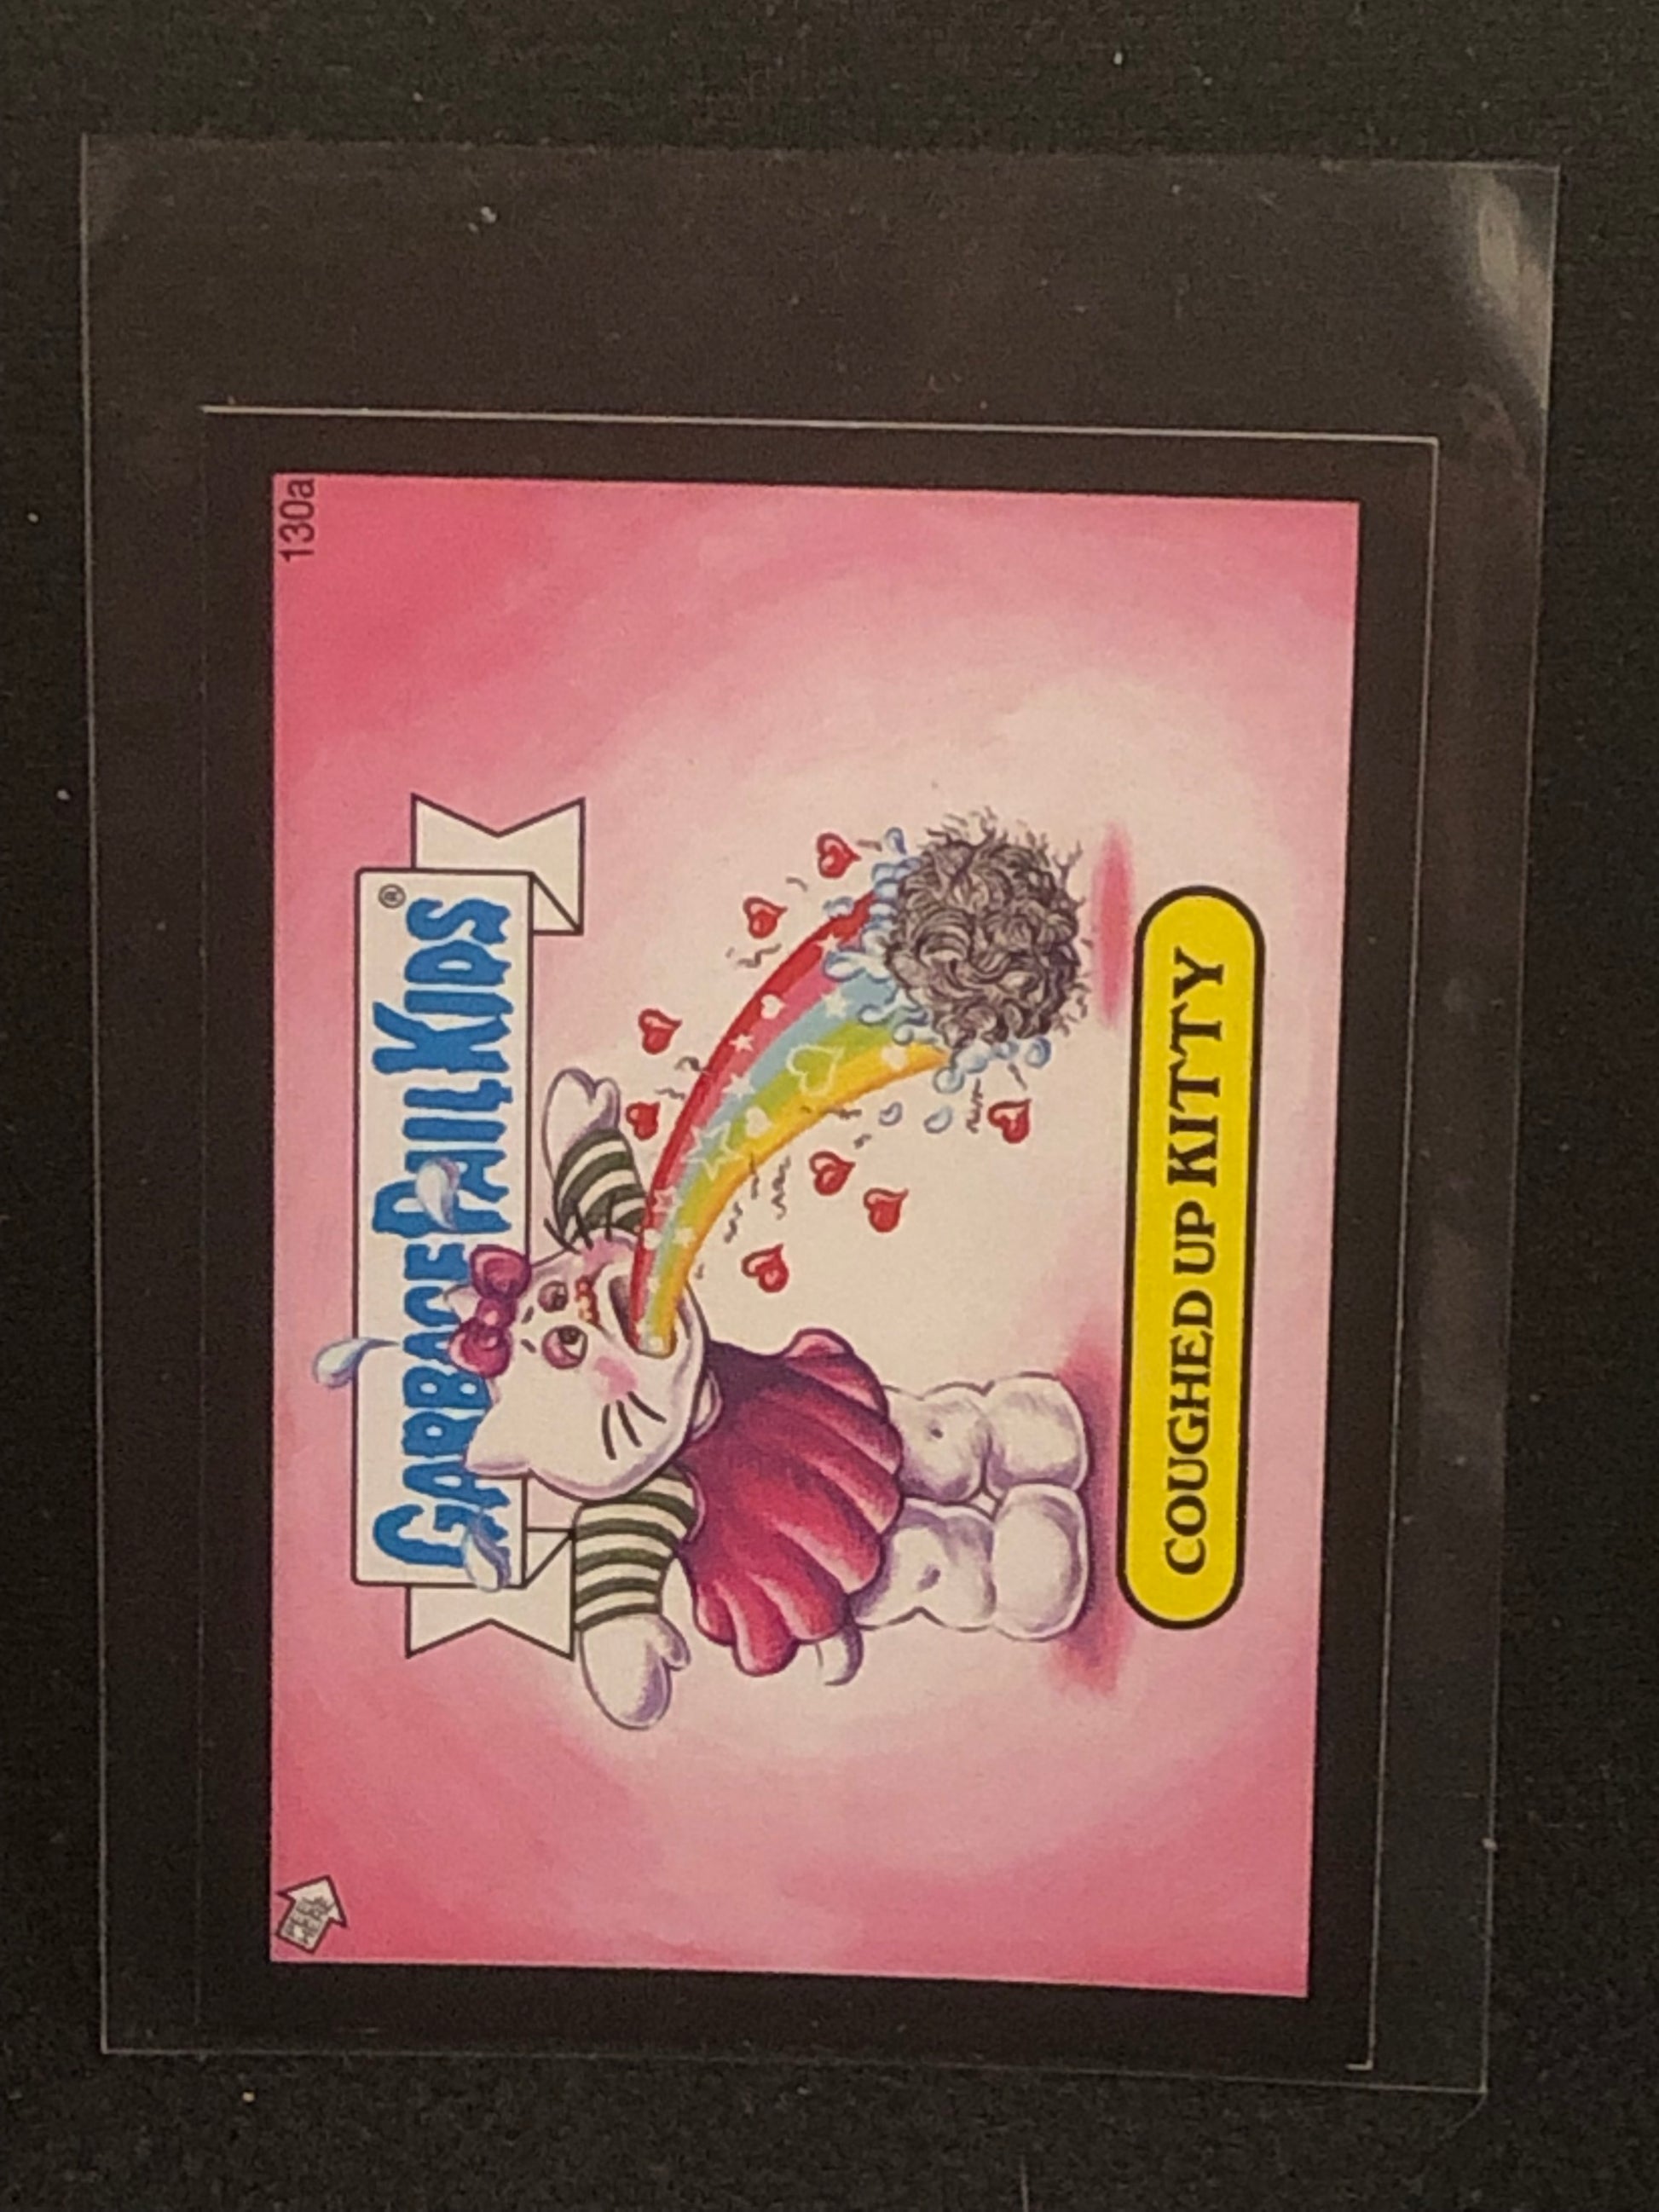 130a
GARBAGE PAIL KIDS®
PEEL
HERE
COUGHED UP KITTY